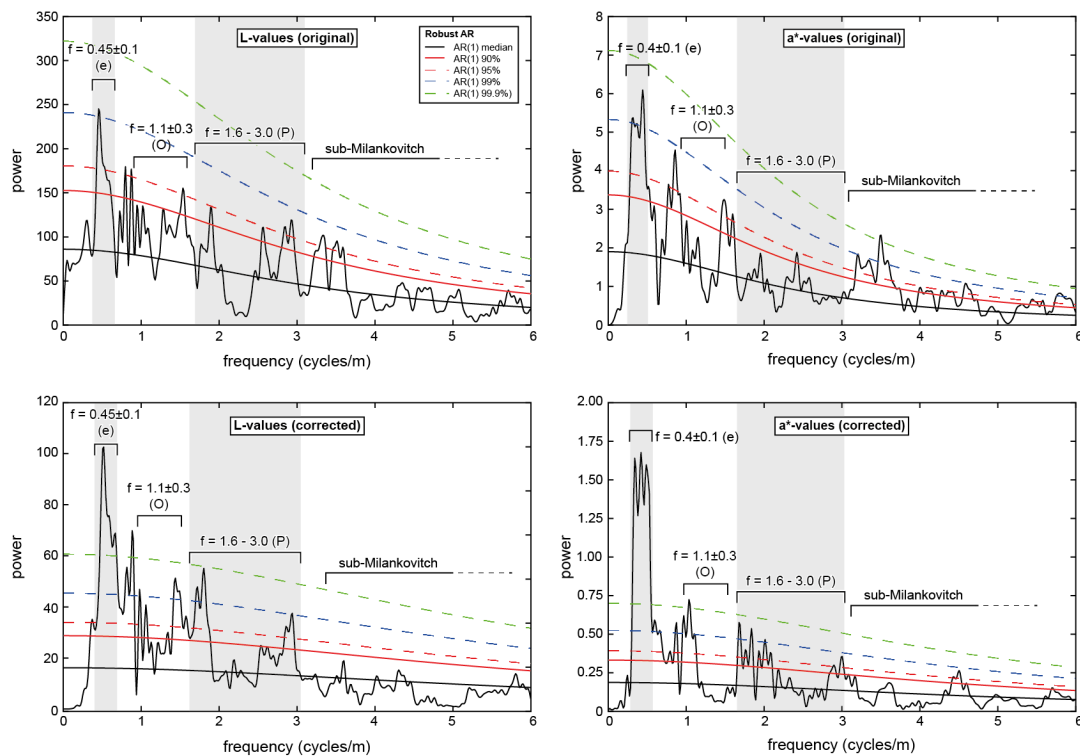 L-values (original)
f = 0.45±0.1
(e)
f = 1.1±0.3
(O)
f = 1.6 - 3.0 (P)
sub-Milankovitch
Robust AR
AR(1) median
AR(1) 90%
AR(1) 95%
AR(1) 99%
AR(1) 99.9%)
350
300
250
200
150
100
50
0
power
0 1 2 3 4 5 6
frequency (cycles/m)
a*-values (original)
f = 0.4±0.1 (e)
f = 1.1±0.3
(O)
f = 1.6 - 3.0 (P)
sub-Milankovitch
8
7
6
5
4
3
2
1
0
power
0 1 2 3 4 5 6
frequency (cycles/m)
L-values (corrected)
f = 0.45±0.1
(e)
f = 1.1±0.3
(O)
f = 1.6 - 3.0 (P)
sub-Milankovitch
120
100
80
60
40
20
0
power
0 1 2 3 4 5 6
frequency (cycles/m)
a*-values (corrected)
f = 0.4±0.1 (e)
f = 1.1±0.3
(O)
f = 1.6 - 3.0 (P)
sub-Milankovitch
2.00
1.75
1.50
1.25
1.00
0.75
0.50
0.25
0.00
power
0 1 2 3 4 5 6
frequency (cycles/m)